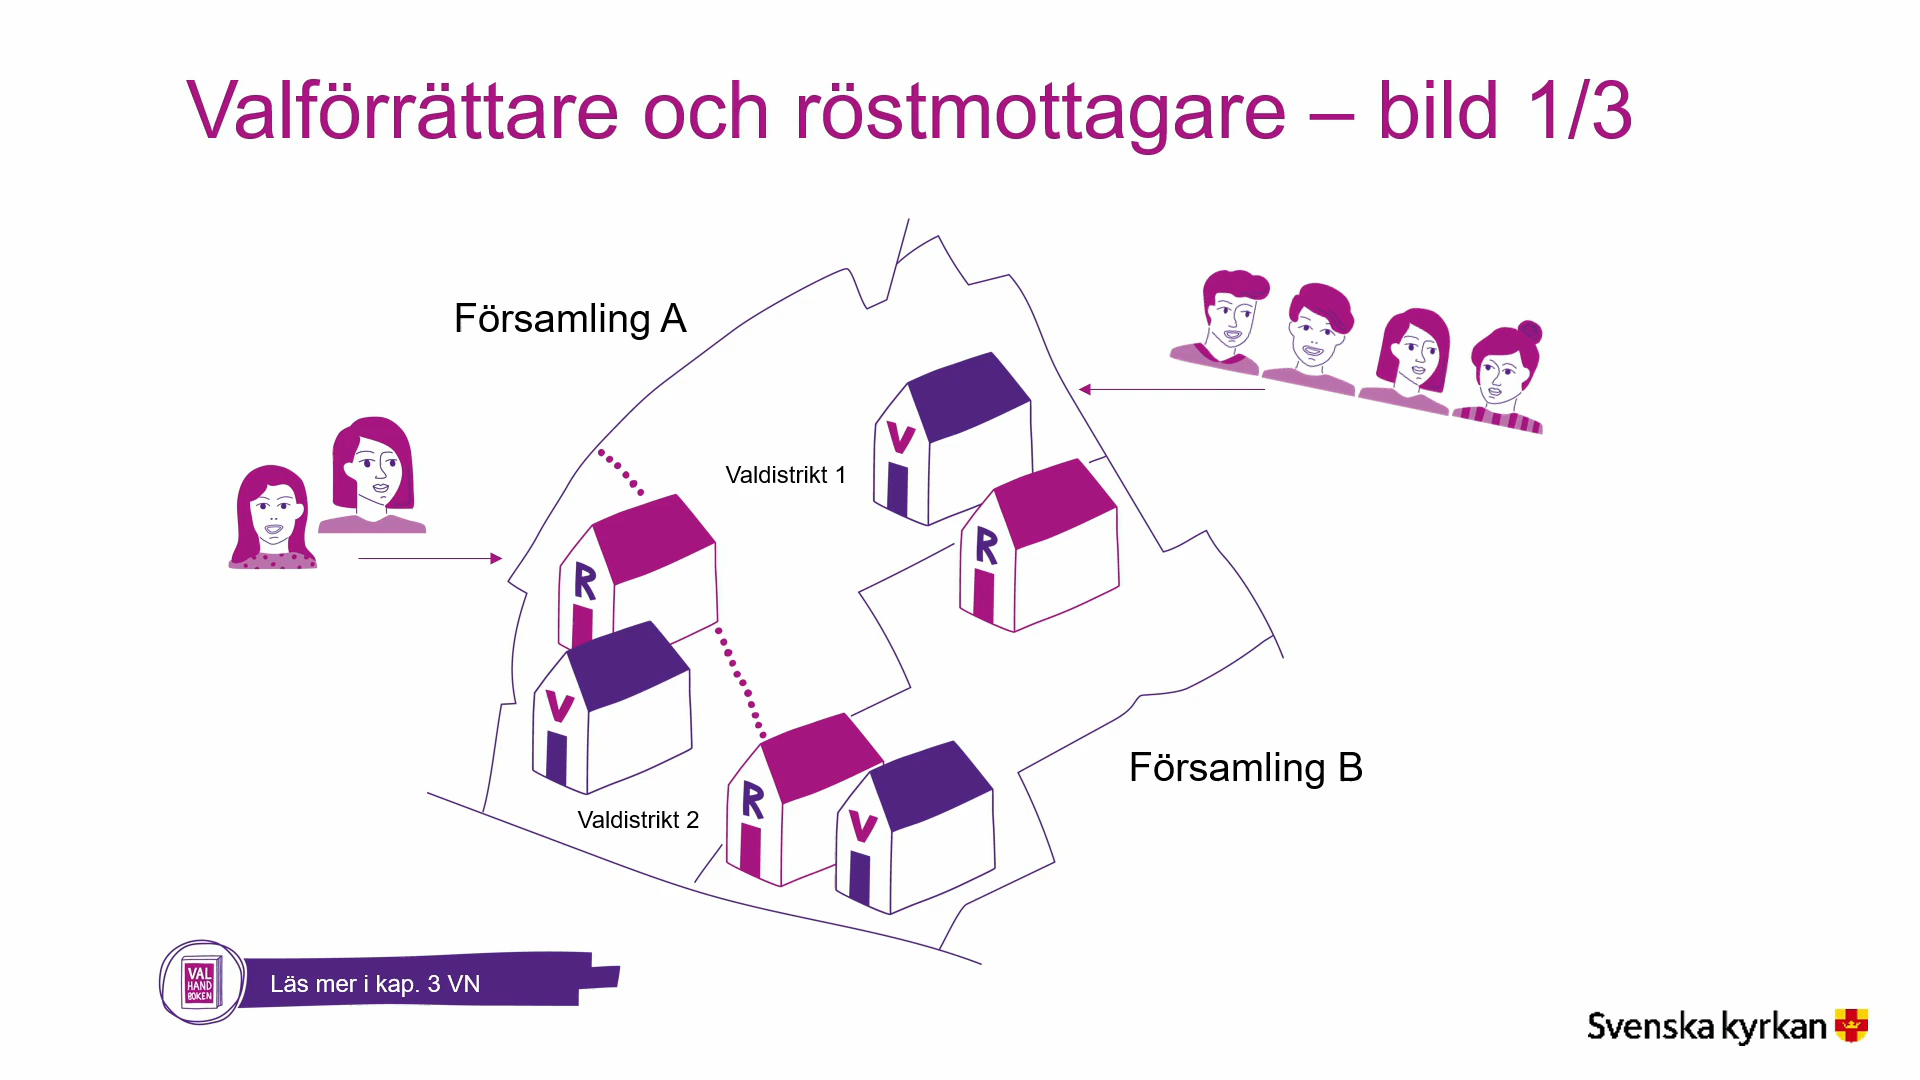 Valförrättare och röstmottagare – bild 1/3
Församling A
V
Valdistrikt 1
R
R
V
Församling B
R
V
Valdistrikt 2
VAL
HAND
BOKEN
Läs mer i kap. 3 VN
Svenska kyrkan